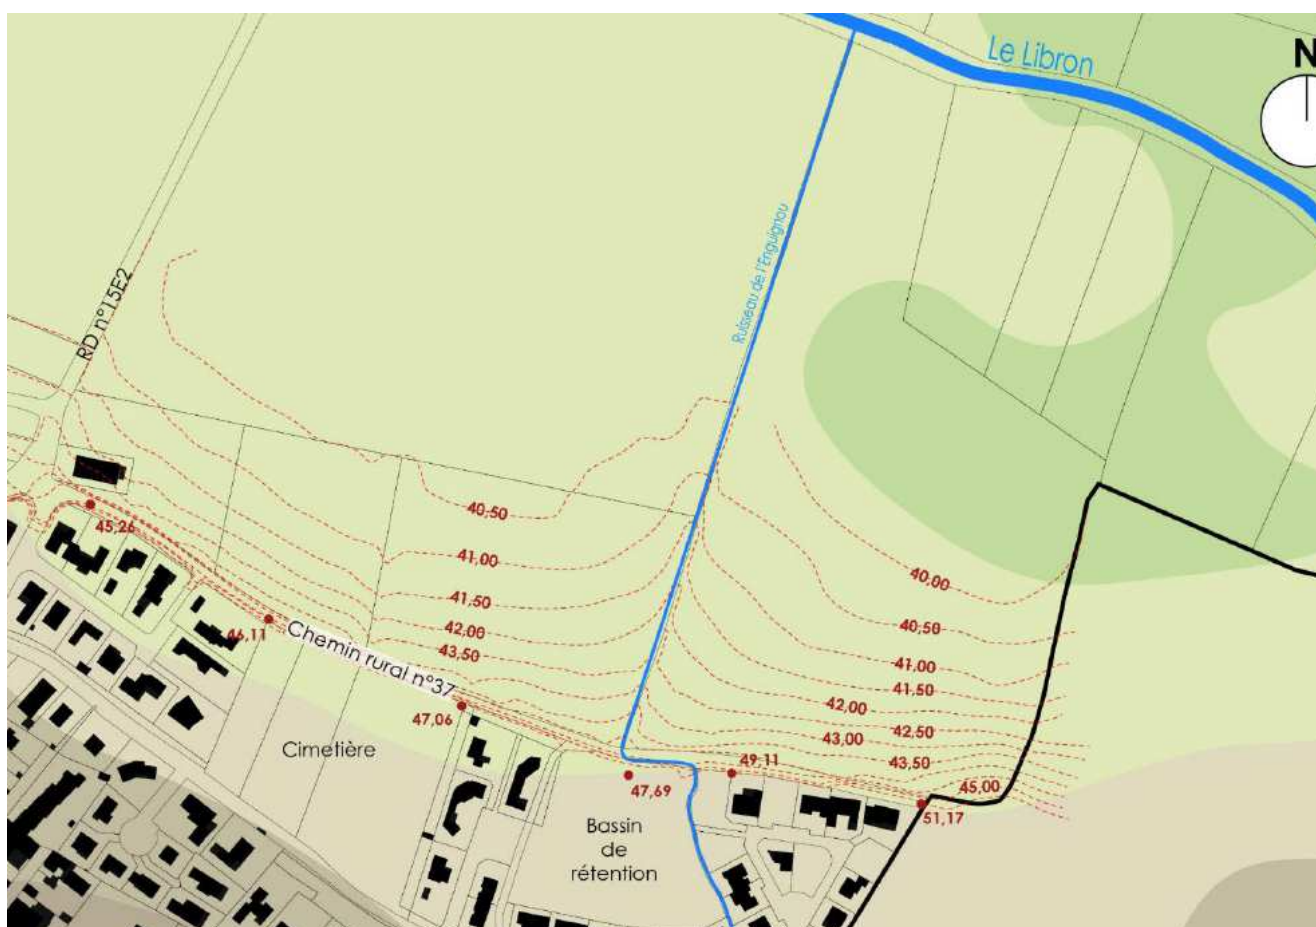 N
Le Libron
Ruisseau de l'Enguignou
RD n°15E2
40,50
45,26
41,00
40,00
41,50
40,50
42,00
46,11
Chemin rural n°37
43,50
41,00
41,50
42,00
47,06
42,50
43,00
Cimetière
43,50
49,11
47,69
45,00
51,17
Bassin
de
rétention